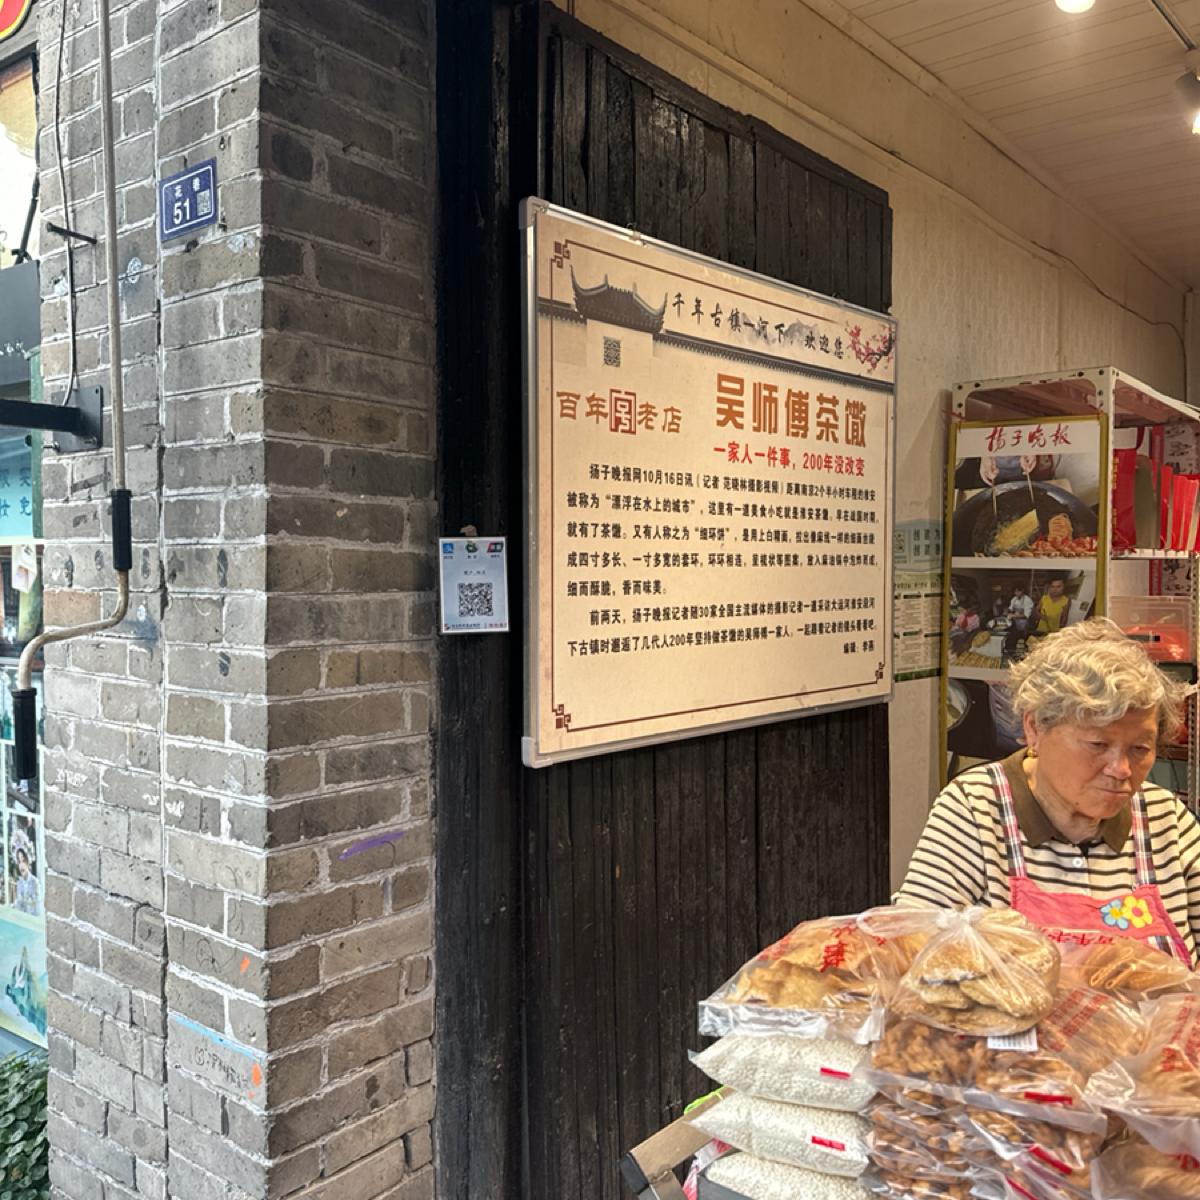 花 巷
51
千年古镇—河下，欢迎您
百年老店
吴师傅茶馓
一家人一件事，200年没改变
扬子晚报网10月16日讯（记者 范晓林摄影视频）距离南京2个半小时车程的淮安
被称为“漂浮在水上的城市”，这里有一道美食小吃就是淮安茶馓。早在战国时期，
就有了茶馓。又有人称之为“细环饼”，是用上白精面，拉出像麻线一样的细面丝绕
成四寸多长、一寸多宽的套环，环环相连，呈梳状等图案，放入麻油锅中泡炸而成，
细而酥脆，香而味美。
前两天，扬子晚报记者随30家全国主流媒体的摄影记者一道采访大运河淮安段河
下古镇时邂逅了几代人200年坚持做茶馓的吴师傅一家人，一起跟着记者的镜头看看吧。
编辑：李燕
扬子晚报